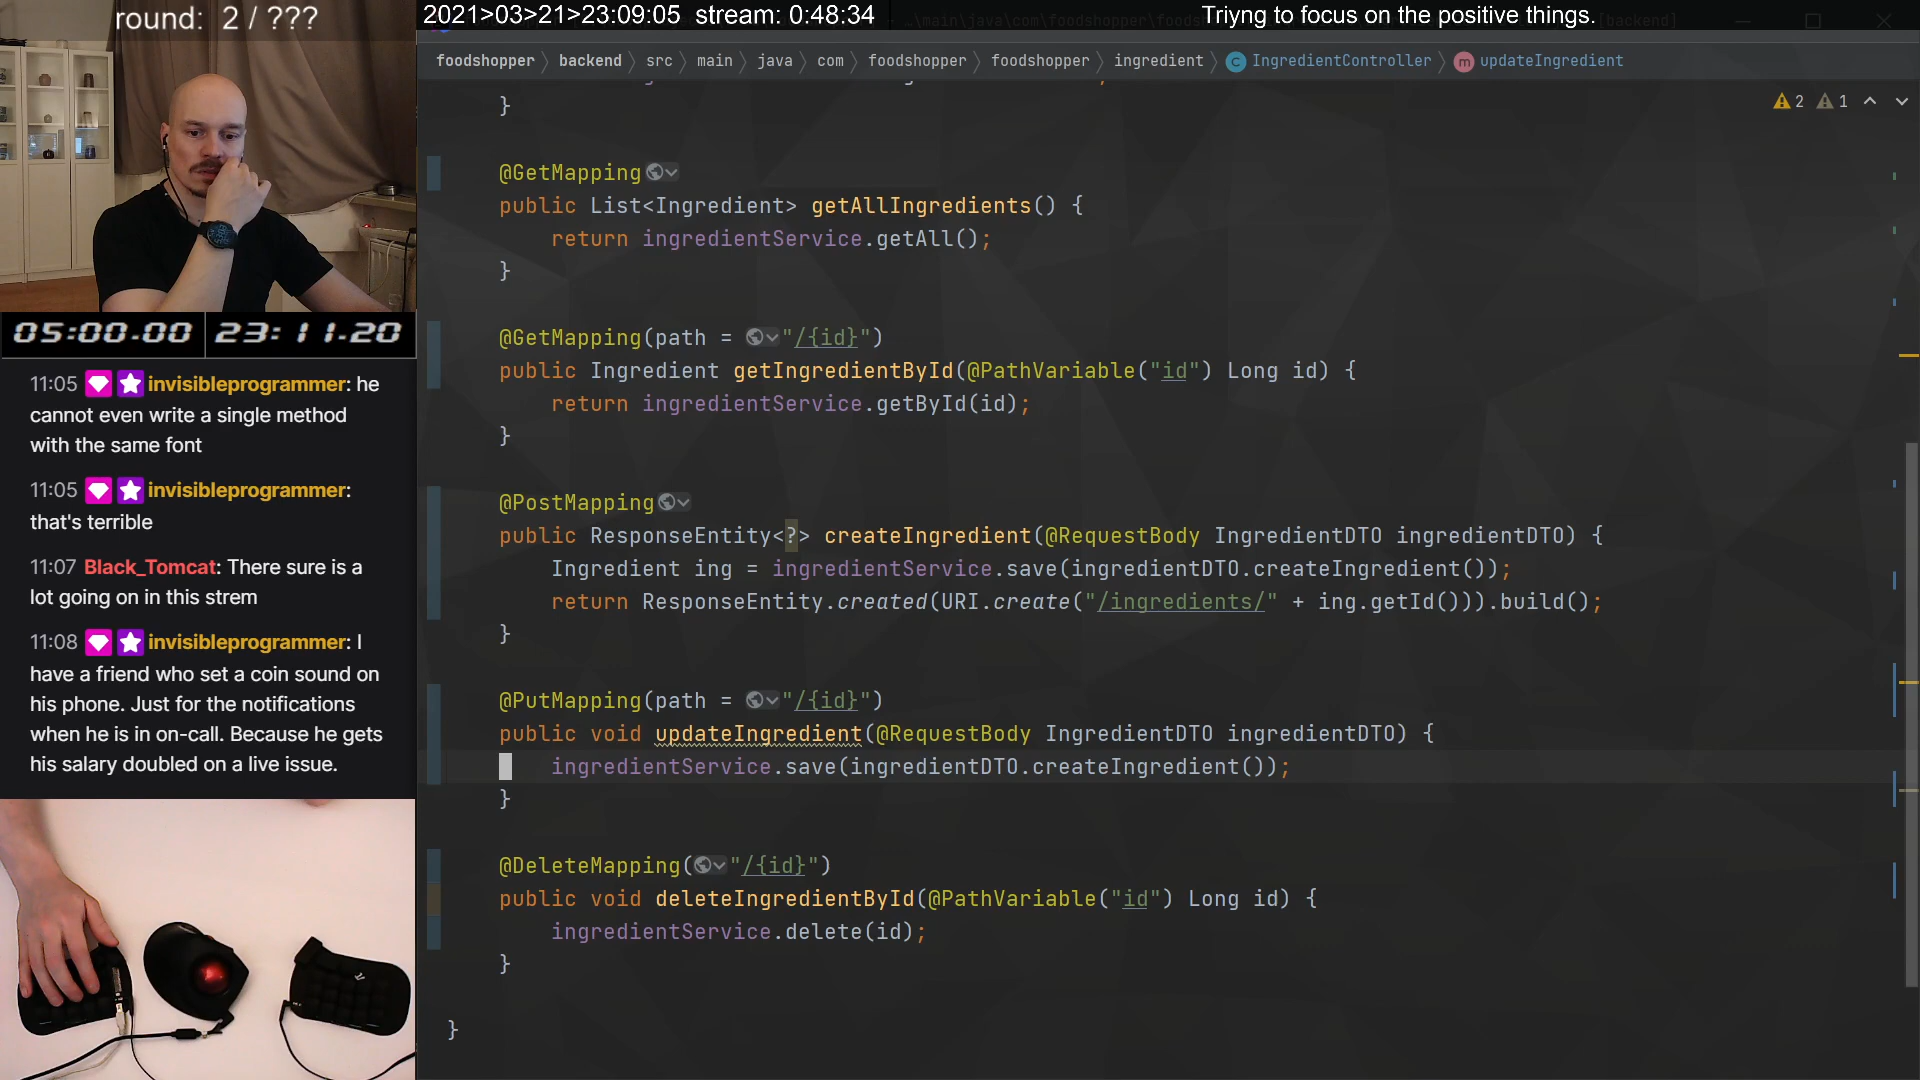 round: 2 / ???
2021>03>21>23:09:05 stream: 0:48:34
Triyng to focus on the positive things.
foodshopper backend src main java com foodshopper foodshopper ingredient IngredientController updateIngredient
2 1
}
@GetMapping
public List<Ingredient> getAllIngredients() {
return ingredientService.getAll();
}
@GetMapping(path = "/{id}")
public Ingredient getIngredientById(@PathVariable("id") Long id) {
return ingredientService.getById(id);
}
@PostMapping
public ResponseEntity<?> createIngredient(@RequestBody IngredientDTO ingredientDTO) {
Ingredient ing = ingredientService.save(ingredientDTO.createIngredient());
return ResponseEntity.created(URI.create("/ingredients/" + ing.getId())).build();
}
@PutMapping(path = "/{id}")
public void updateIngredient(@RequestBody IngredientDTO ingredientDTO) {
ingredientService.save(ingredientDTO.createIngredient());
}
@DeleteMapping("/{id}")
public void deleteIngredientById(@PathVariable("id") Long id) {
ingredientService.delete(id);
}
}
05:00.00 23:11.20
11:05 invisibleprogrammer: he
cannot even write a single method
with the same font
11:05 invisibleprogrammer:
that's terrible
11:07 Black_Tomcat: There sure is a
lot going on in this strem
11:08 invisibleprogrammer: I
have a friend who set a coin sound on
his phone. Just for the notifications
when he is in on-call. Because he gets
his salary doubled on a live issue.